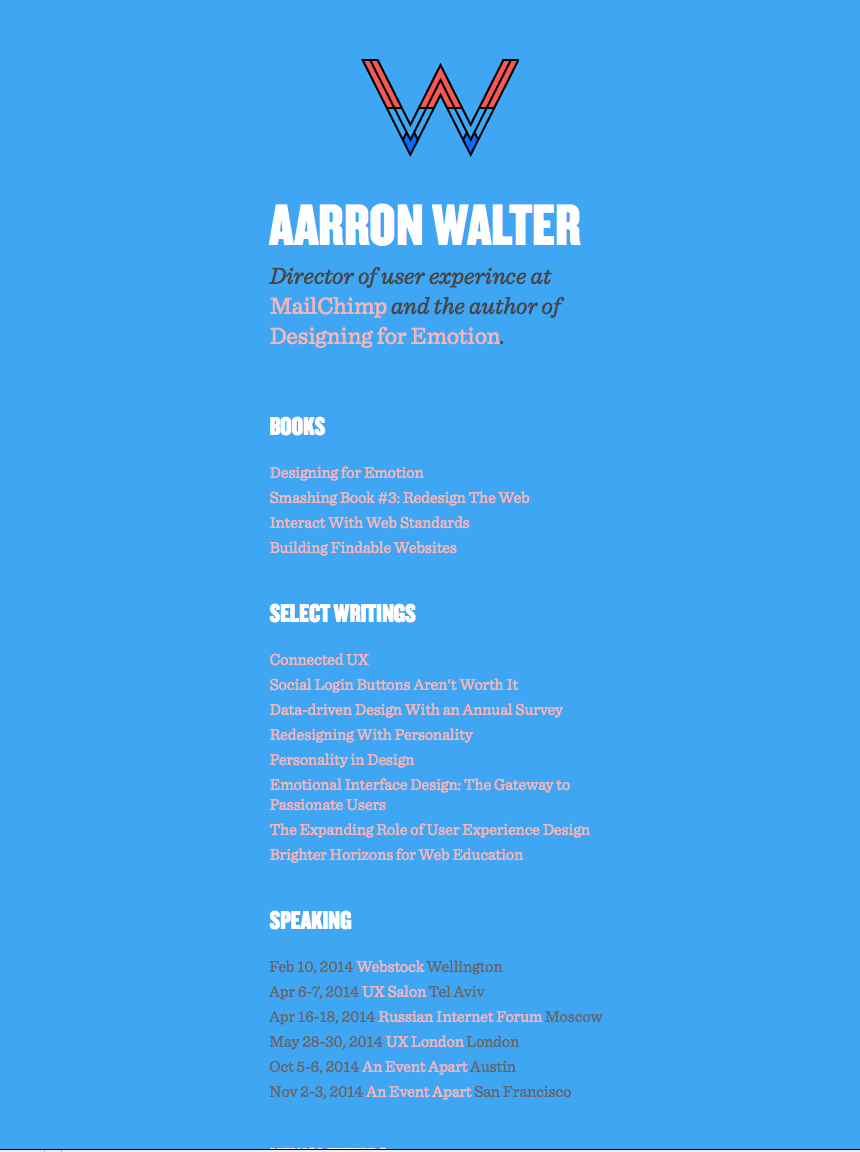 AARRON WALTER
Director of user experince at
MailChimp and the author of
Designing for Emotion.
BOOKS
Designing for Emotion
Smashing Book #3: Redesign The Web
Interact With Web Standards
Building Findable Websites
SELECT WRITINGS
Connected UX
Social Login Buttons Aren't Worth It
Data-driven Design With an Annual Survey
Redesigning With Personality
Personality in Design
Emotional Interface Design: The Gateway to
Passionate Users
The Expanding Role of User Experience Design
Brighter Horizons for Web Education
SPEAKING
Feb 10, 2014 Webstock Wellington
Apr 6-7, 2014 UX Salon Tel Aviv
Apr 16-18, 2014 Russian Internet Forum Moscow
May 28-30, 2014 UX London London
Oct 5-6, 2014 An Event Apart Austin
Nov 2-3, 2014 An Event Apart San Francisco